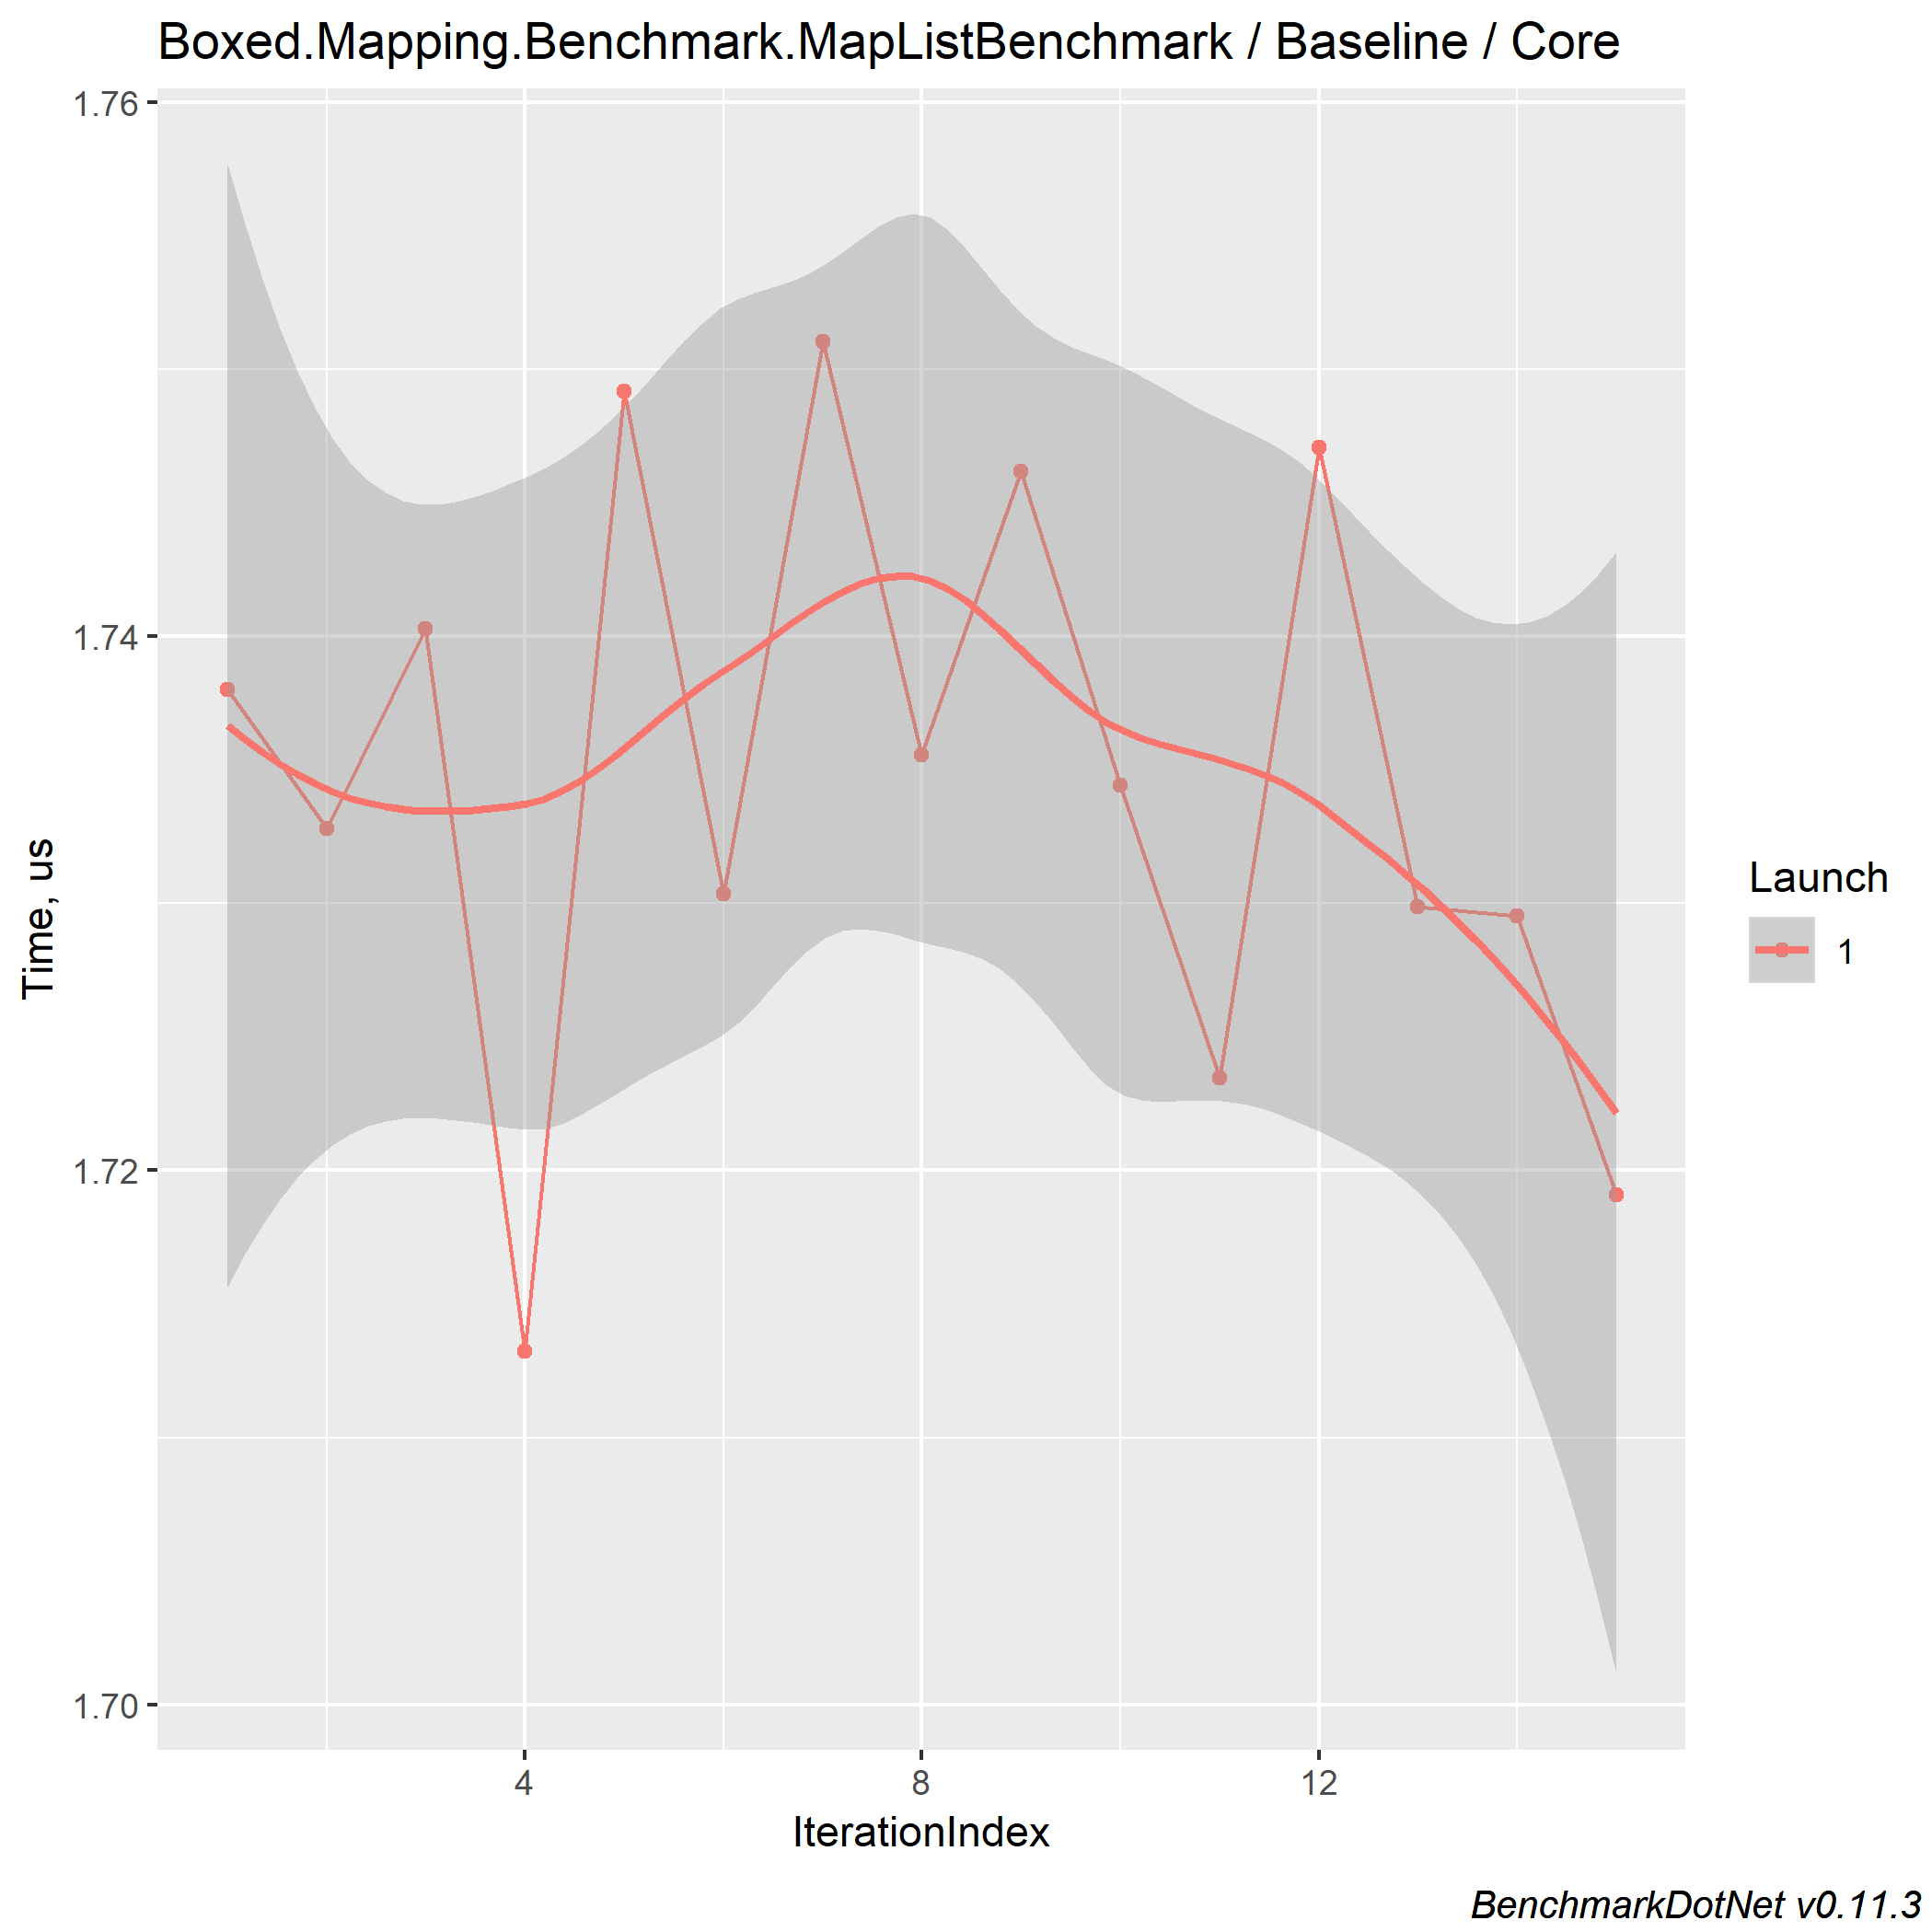 Boxed.Mapping.Benchmark.MapListBenchmark / Baseline / Core
1.76
1.74
1.72
1.70
Time, us
4
8
12
IterationIndex
Launch
1
BenchmarkDotNet v0.11.3